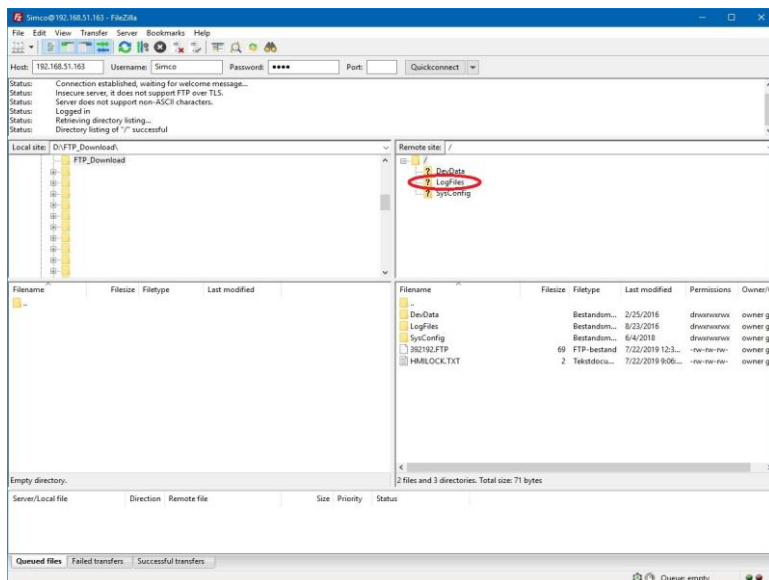 Simco@192.168.51.163 - FileZilla
File Edit View Transfer Server Bookmarks Help
Host: 192.168.51.163 Username: Simco Password: •••• Port: Quickconnect
Status: Connection established, waiting for welcome message...
Status: Insecure server, it does not support FTP over TLS.
Status: Server does not support non-ASCII characters.
Status: Logged in
Status: Retrieving directory listing...
Status: Directory listing of "/" successful
Local site: D:\FTP_Download\
FTP_Download
Remote site: /
/
DevData
LogFiles
SysConfig
Filename Filesize Filetype Last modified
..
Empty directory.
Filename Filesize Filetype Last modified Permissions Owner/
..
DevData Bestandsm... 2/25/2016 drwxrwxrwx owner g
LogFiles Bestandsm... 8/23/2016 drwxrwxrwx owner g
SysConfig Bestandsm... 6/4/2018 drwxrwxrwx owner g
392192.FTP 69 FTP-bestand 7/22/2019 12:3... -rw-rw-rw- owner g
HMILOCK.TXT 2 Tekstdocu... 7/22/2019 9:06:... -rw-rw-rw- owner g
2 files and 3 directories. Total size: 71 bytes
Server/Local file Direction Remote file Size Priority Status
Queued files Failed transfers Successful transfers
Queue: empty